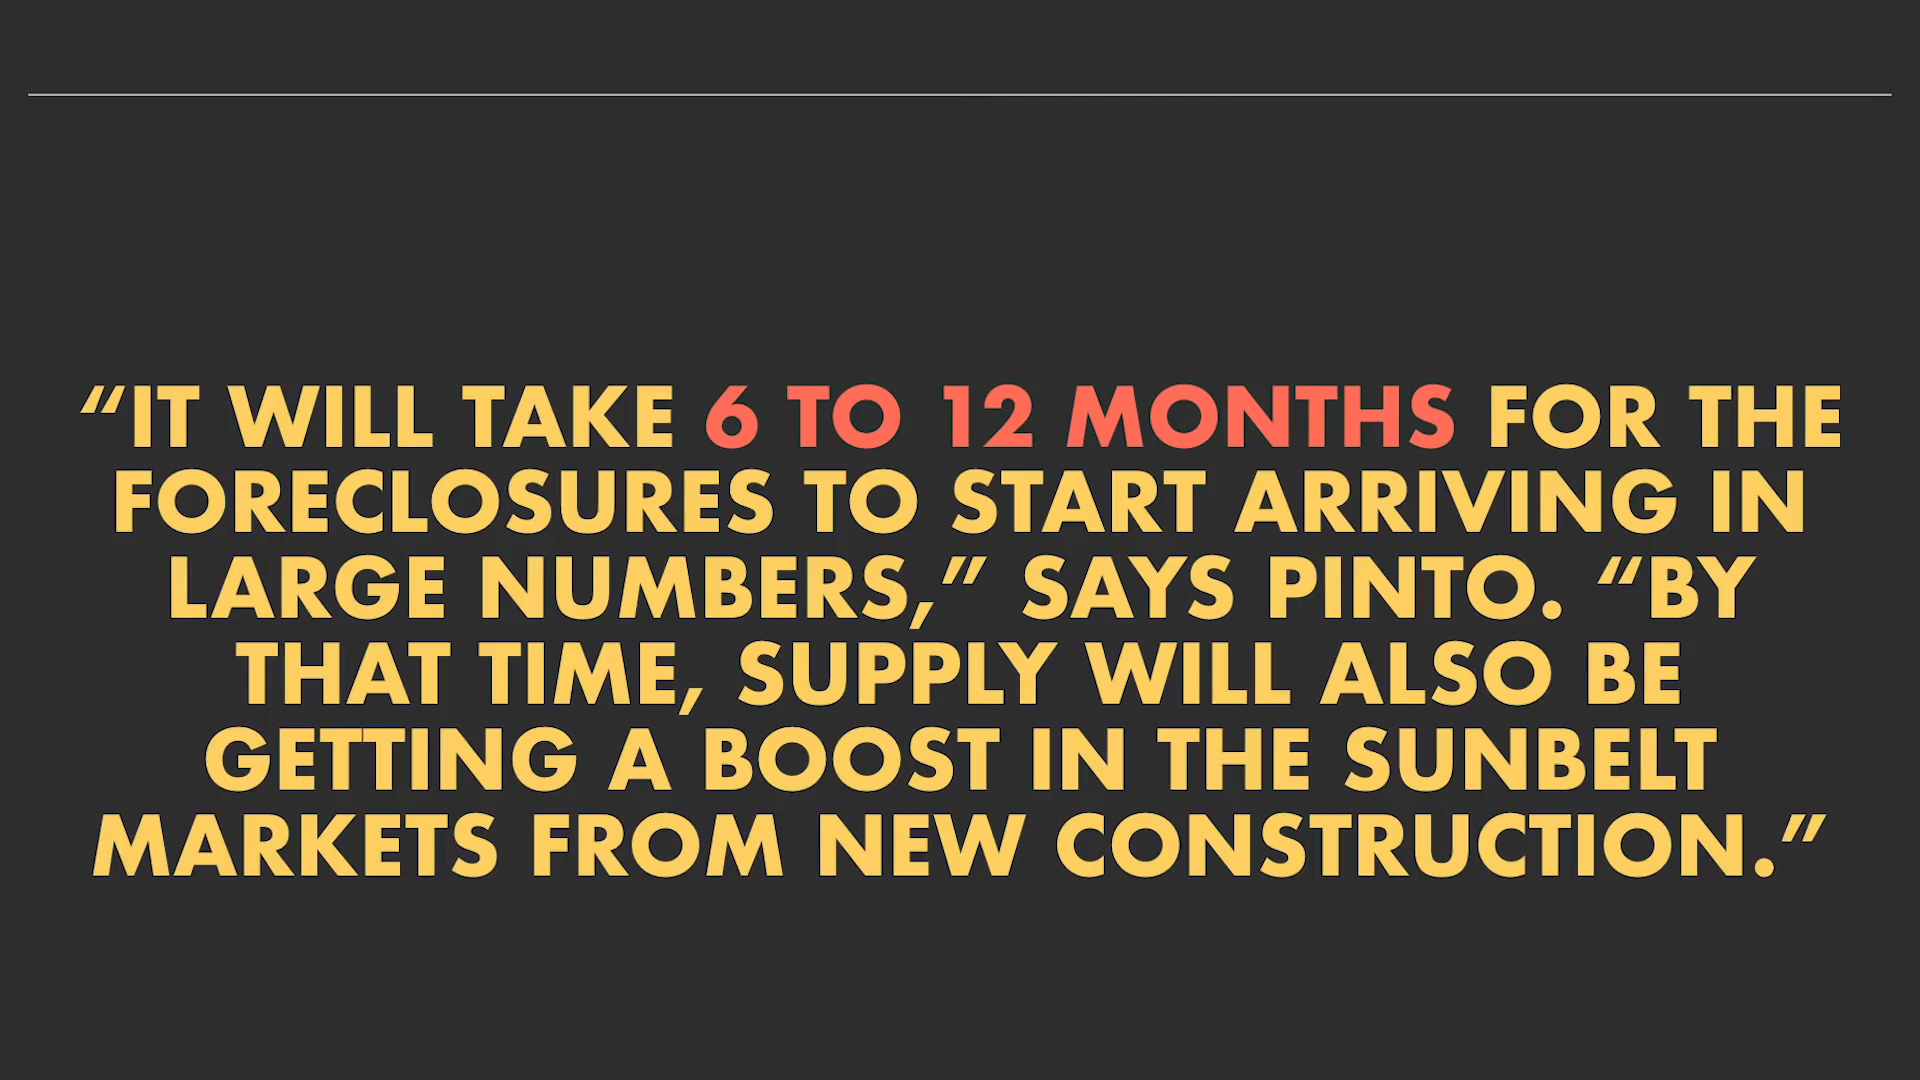 “IT WILL TAKE 6 TO 12 MONTHS FOR THE
FORECLOSURES TO START ARRIVING IN
LARGE NUMBERS,” SAYS PINTO. “BY
THAT TIME, SUPPLY WILL ALSO BE
GETTING A BOOST IN THE SUNBELT
MARKETS FROM NEW CONSTRUCTION.”